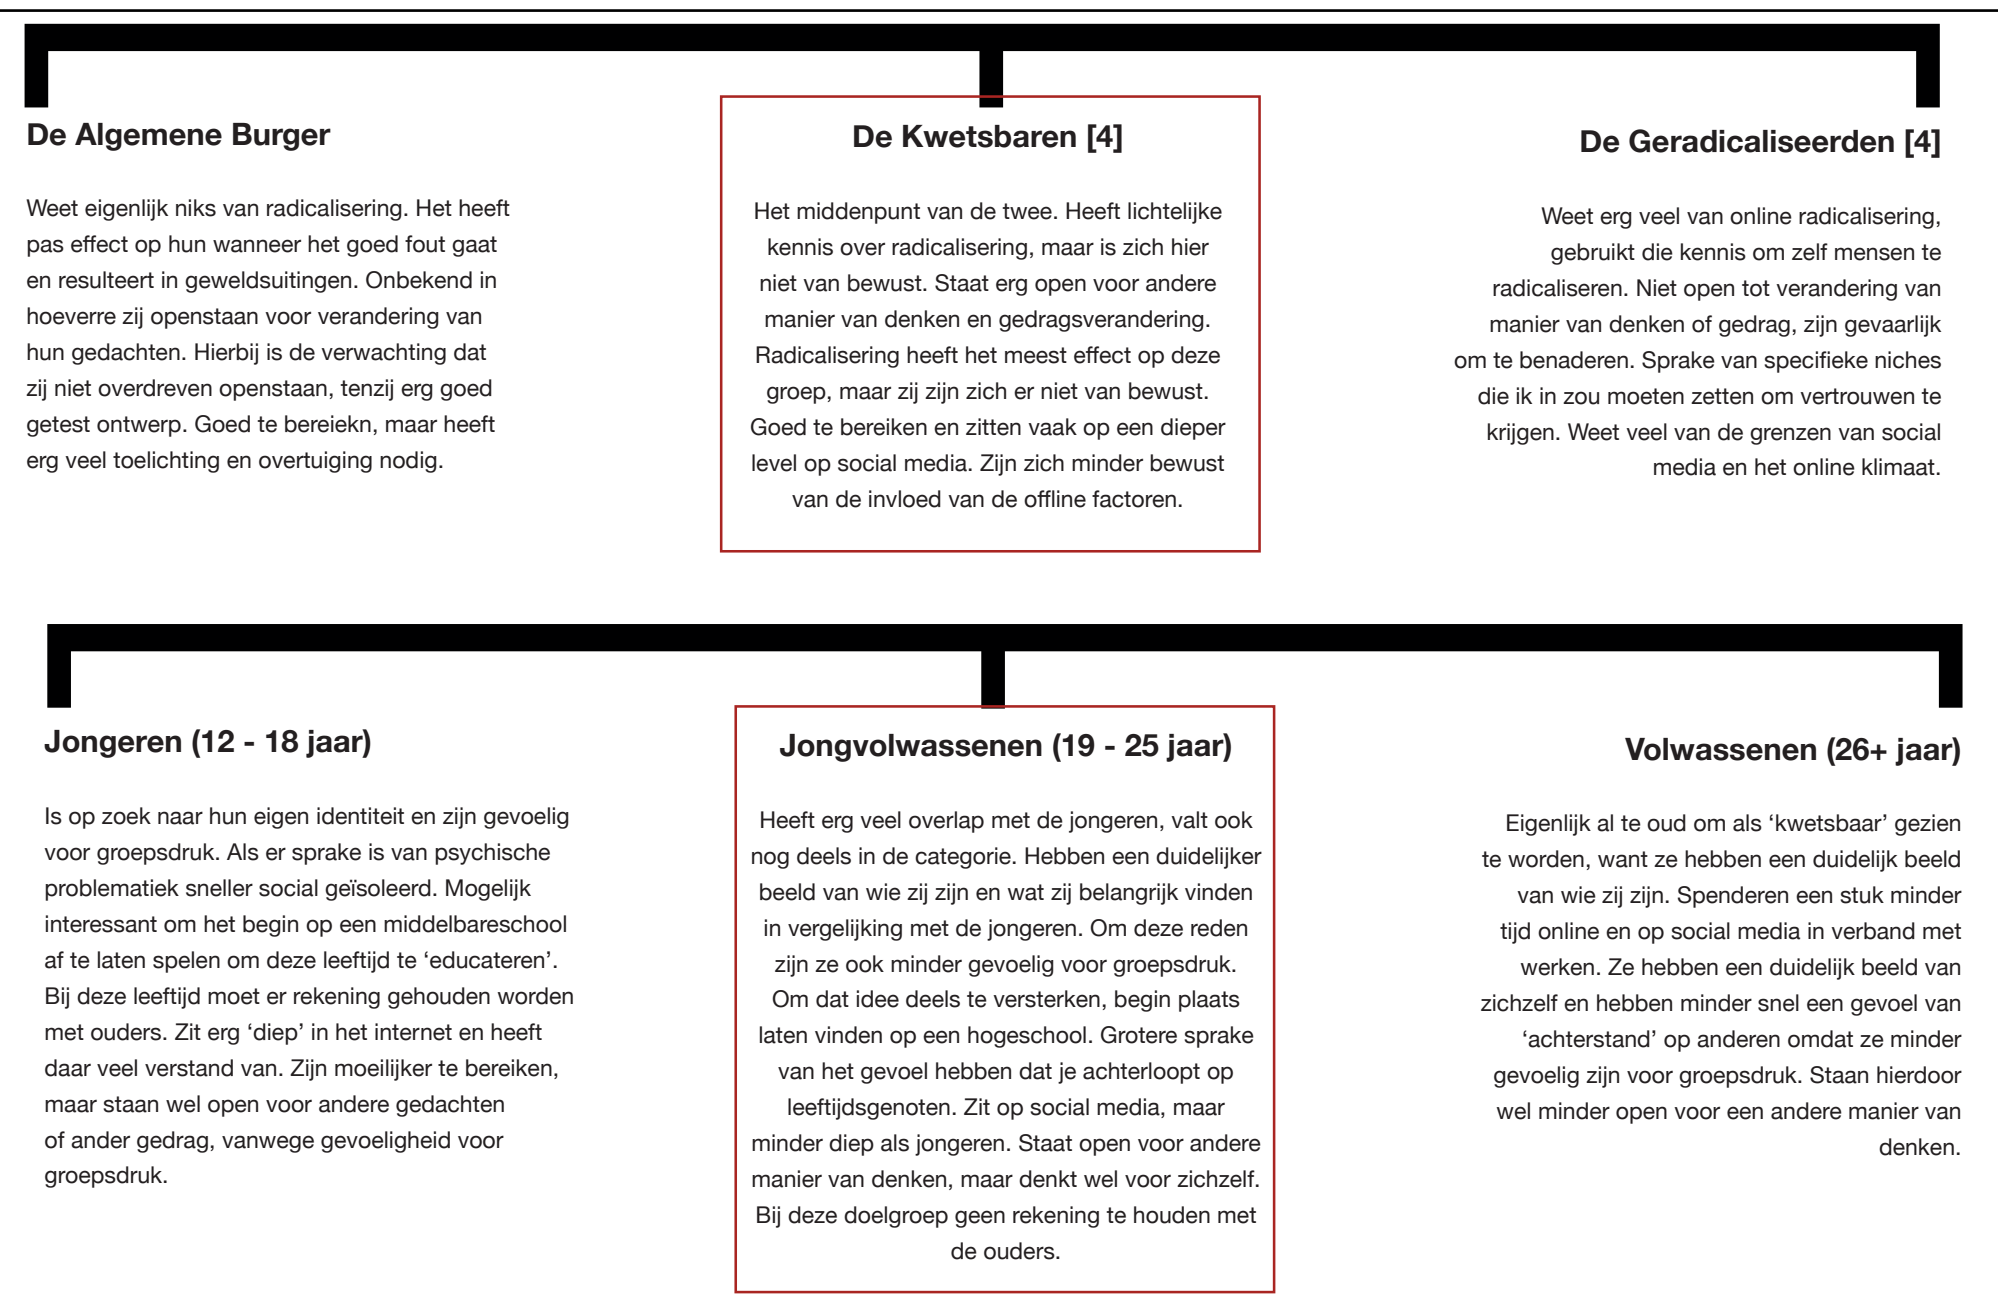 De Algemene Burger
Weet eigenlijk niks van radicalisering. Het heeft
pas effect op hun wanneer het goed fout gaat
en resulteert in geweldsuitingen. Onbekend in
hoeverre zij openstaan voor verandering van
hun gedachten. Hierbij is de verwachting dat
zij niet overdreven openstaan, tenzij erg goed
getest ontwerp. Goed te bereiekn, maar heeft
erg veel toelichting en overtuiging nodig.
De Kwetsbaren [4]
Het middenpunt van de twee. Heeft lichtelijke
kennis over radicalisering, maar is zich hier
niet van bewust. Staat erg open voor andere
manier van denken en gedragsverandering.
Radicalisering heeft het meest effect op deze
groep, maar zij zijn zich er niet van bewust.
Goed te bereiken en zitten vaak op een dieper
level op social media. Zijn zich minder bewust
van de invloed van de offline factoren.
De Geradicaliseerden [4]
Weet erg veel van online radicalisering,
gebruikt die kennis om zelf mensen te
radicaliseren. Niet open tot verandering van
manier van denken of gedrag, zijn gevaarlijk
om te benaderen. Sprake van specifieke niches
die ik in zou moeten zetten om vertrouwen te
krijgen. Weet veel van de grenzen van social
media en het online klimaat.
Jongeren (12 - 18 jaar)
Is op zoek naar hun eigen identiteit en zijn gevoelig
voor groepsdruk. Als er sprake is van psychische
problematiek sneller social geïsoleerd. Mogelijk
interessant om het begin op een middelbareschool
af te laten spelen om deze leeftijd te ‘educateren’.
Bij deze leeftijd moet er rekening gehouden worden
met ouders. Zit erg ‘diep’ in het internet en heeft
daar veel verstand van. Zijn moeilijker te bereiken,
maar staan wel open voor andere gedachten
of ander gedrag, vanwege gevoeligheid voor
groepsdruk.
Jongvolwassenen (19 - 25 jaar)
Heeft erg veel overlap met de jongeren, valt ook
nog deels in de categorie. Hebben een duidelijker
beeld van wie zij zijn en wat zij belangrijk vinden
in vergelijking met de jongeren. Om deze reden
zijn ze ook minder gevoelig voor groepsdruk.
Om dat idee deels te versterken, begin plaats
laten vinden op een hogeschool. Grotere sprake
van het gevoel hebben dat je achterloopt op
leeftijdsgenoten. Zit op social media, maar
minder diep als jongeren. Staat open voor andere
manier van denken, maar denkt wel voor zichzelf.
Bij deze doelgroep geen rekening te houden met
de ouders.
Volwassenen (26+ jaar)
Eigenlijk al te oud om als ‘kwetsbaar’ gezien
te worden, want ze hebben een duidelijk beeld
van wie zij zijn. Spenderen een stuk minder
tijd online en op social media in verband met
werken. Ze hebben een duidelijk beeld van
zichzelf en hebben minder snel een gevoel van
‘achterstand’ op anderen omdat ze minder
gevoelig zijn voor groepsdruk. Staan hierdoor
wel minder open voor een andere manier van
denken.